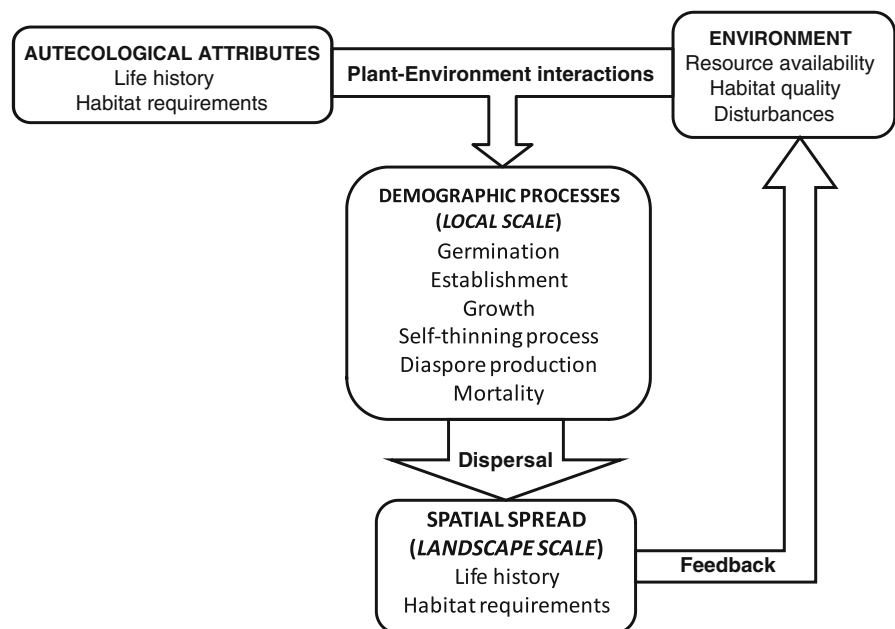 AUTECOLOGICAL ATTRIBUTES
Life history
Habitat requirements
Plant-Environment interactions
ENVIRONMENT
Resource availability
Habitat quality
Disturbances
DEMOGRAPHIC PROCESSES
(LOCAL SCALE)
Germination
Establishment
Growth
Self-thinning process
Diaspore production
Mortality
Dispersal
SPATIAL SPREAD
(LANDSCAPE SCALE)
Life history
Habitat requirements
Feedback